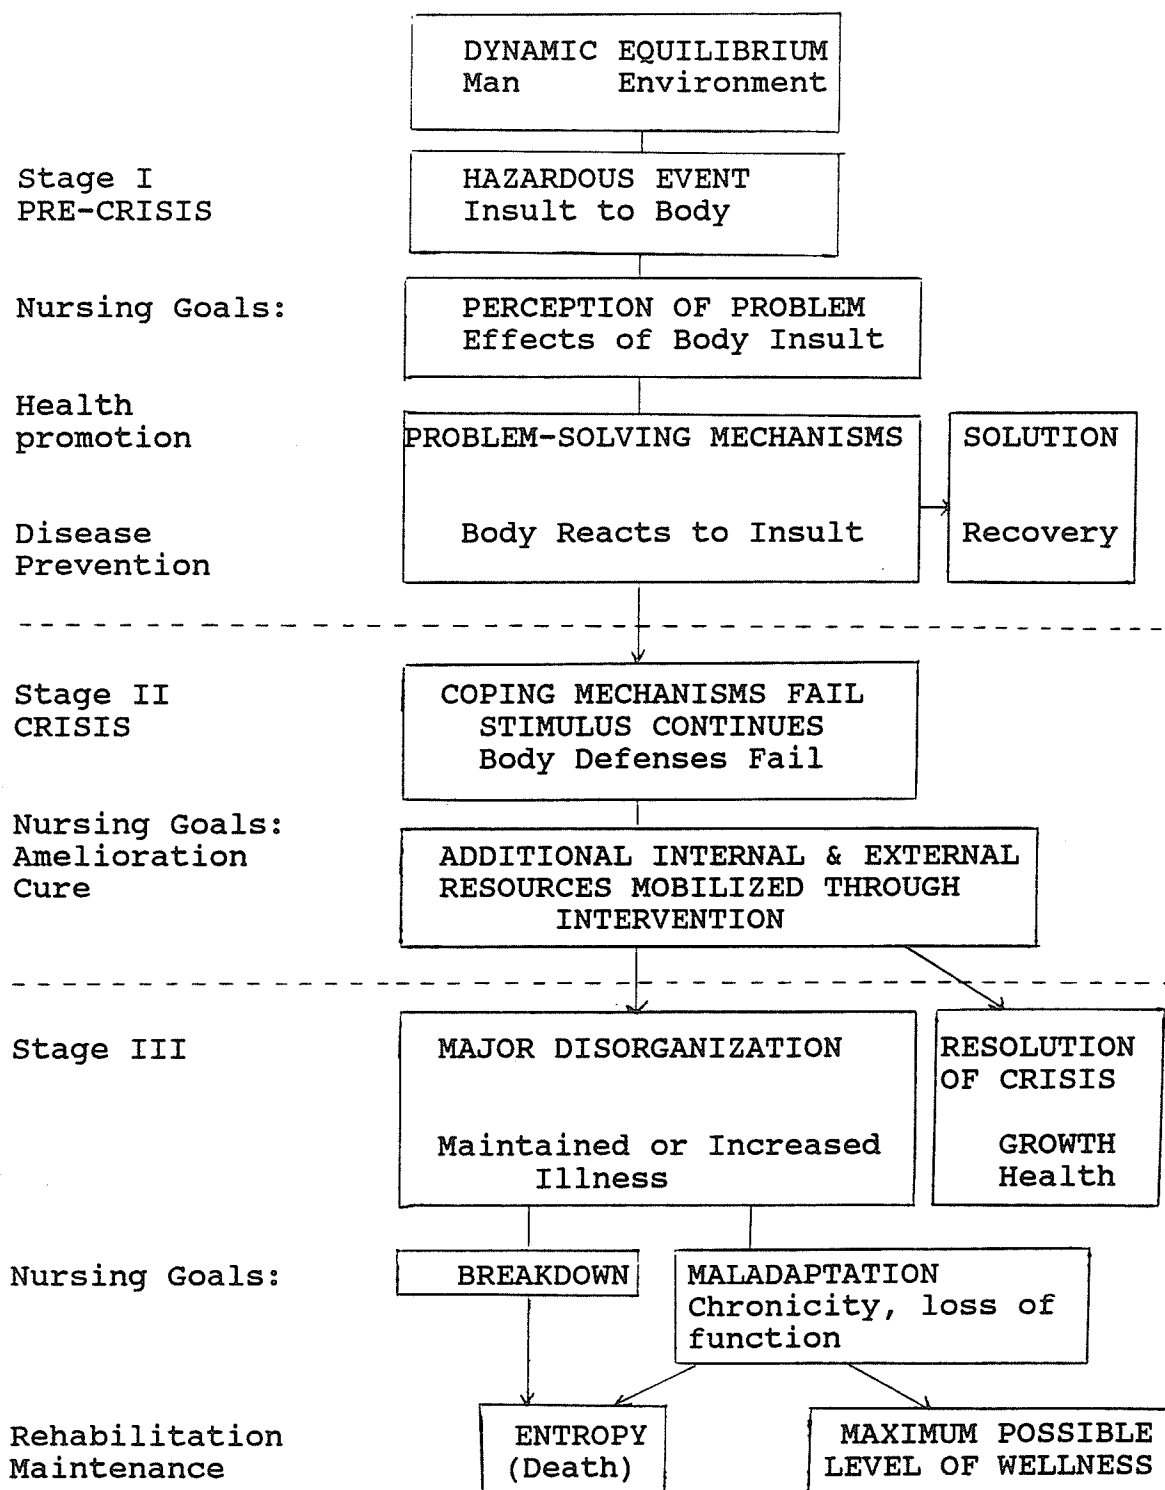 DYNAMIC EQUILIBRIUM
Man Environment
Stage I
PRE-CRISIS
HAZARDOUS EVENT
Insult to Body
Nursing Goals:
PERCEPTION OF PROBLEM
Effects of Body Insult
Health
promotion
PROBLEM-SOLVING MECHANISMS
SOLUTION
Disease
Prevention
Body Reacts to Insult
Recovery
Stage II
CRISIS
COPING MECHANISMS FAIL
STIMULUS CONTINUES
Body Defenses Fail
Nursing Goals:
Amelioration
Cure
ADDITIONAL INTERNAL & EXTERNAL
RESOURCES MOBILIZED THROUGH
INTERVENTION
Stage III
MAJOR DISORGANIZATION
Maintained or Increased
Illness
RESOLUTION
OF CRISIS
GROWTH
Health
Nursing Goals:
BREAKDOWN
MALADAPTATION
Chronicity, loss of
function
Rehabilitation
Maintenance
ENTROPY
(Death)
MAXIMUM POSSIBLE
LEVEL OF WELLNESS